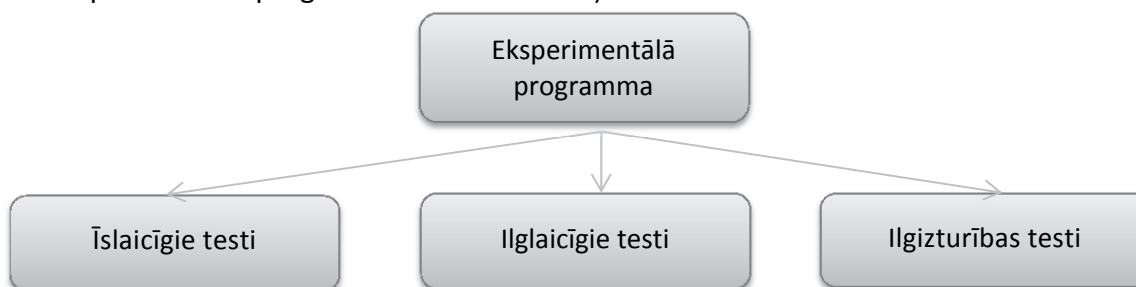 Eksperimentālā
programma
Īslaicīgie testi
Ilglaicīgie testi
Ilgizturības testi